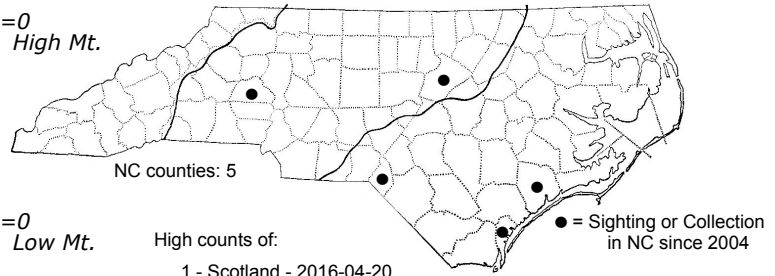 =0
High Mt.
NC counties: 5
=0
Low Mt.
High counts of:
1 - Scotland - 2016-04-20
● = Sighting or Collection
in NC since 2004